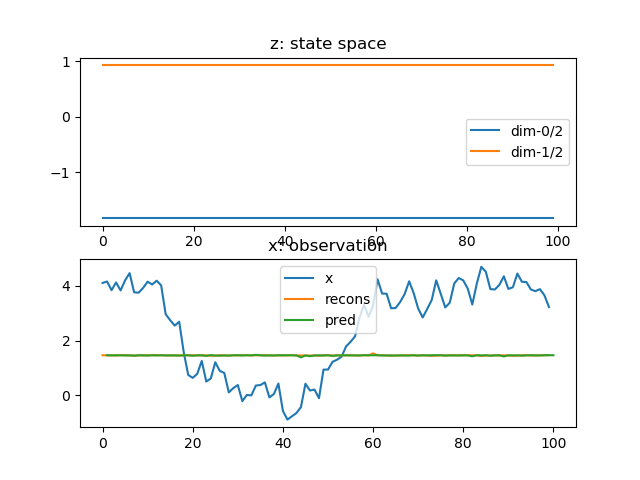 z: state space
1
0
−1
dim-0/2
dim-1/2
0 20 40 60 80 100
x: observation
4
2
0
x
recons
pred
0 20 40 60 80 100